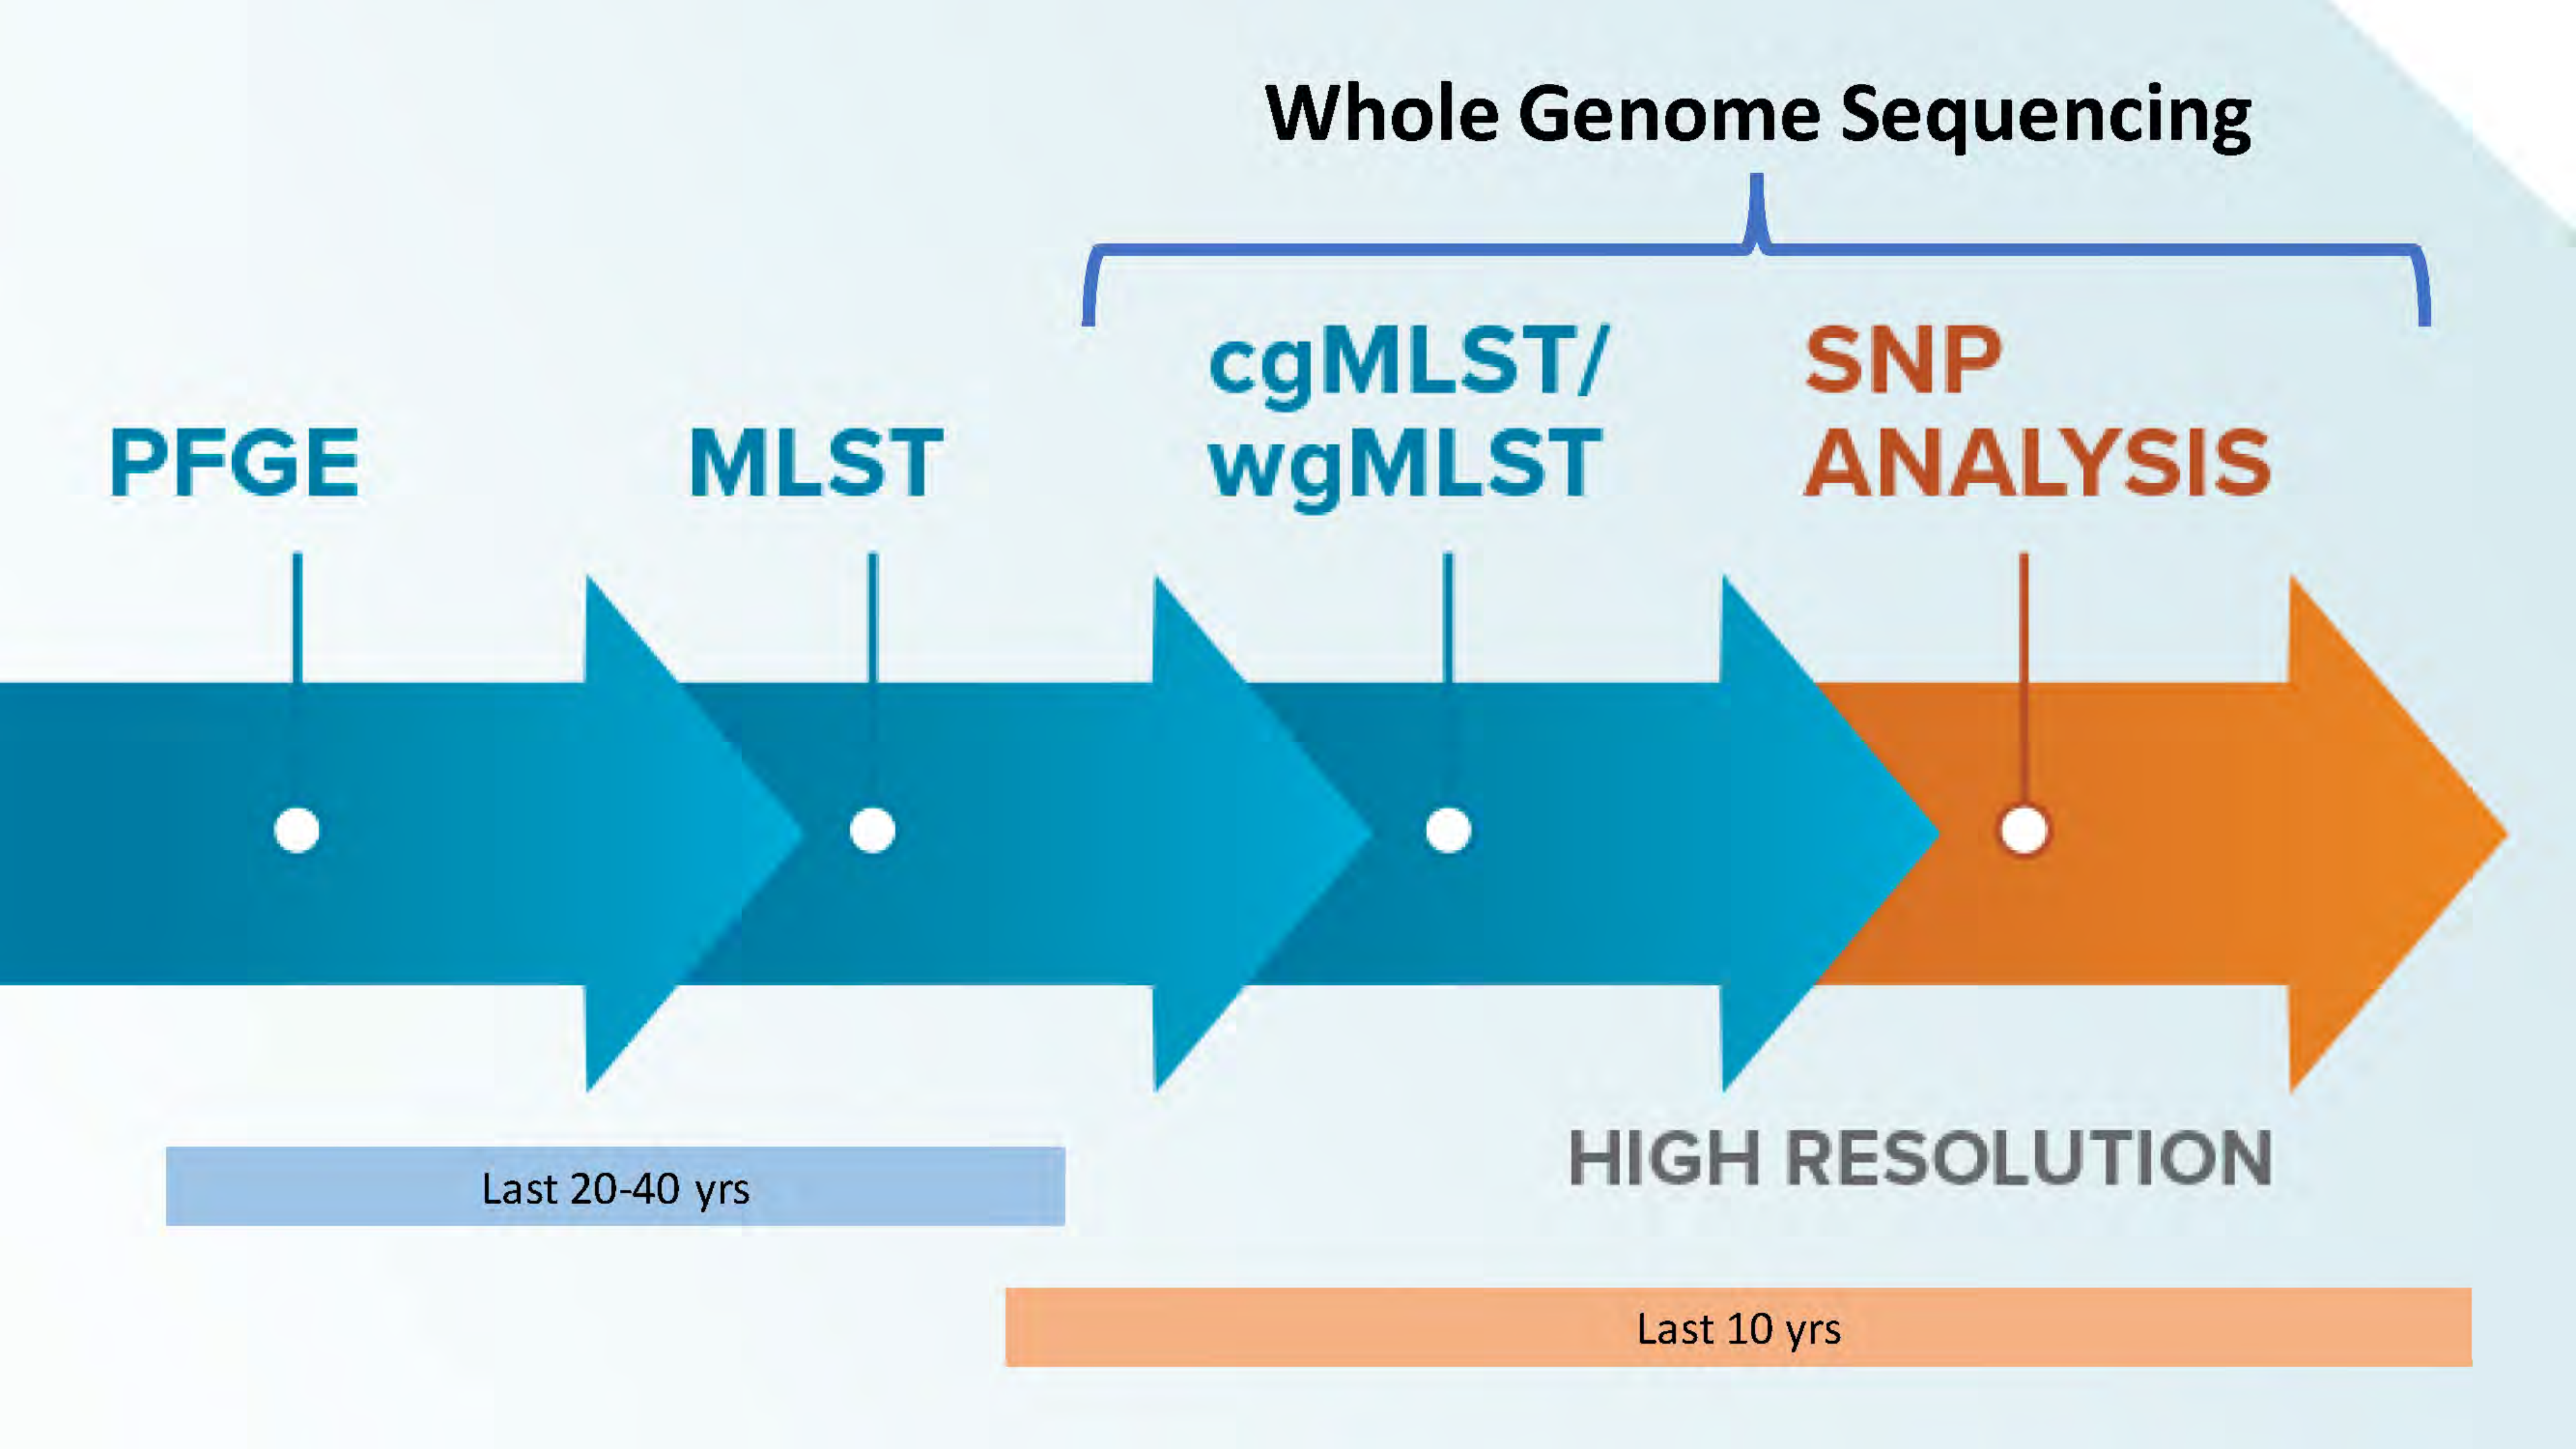 Whole Genome Sequencing
PFGE
MLST
cgMLST/
wgMLST
SNP
ANALYSIS
HIGH RESOLUTION
Last 20-40 yrs
Last 10 yrs